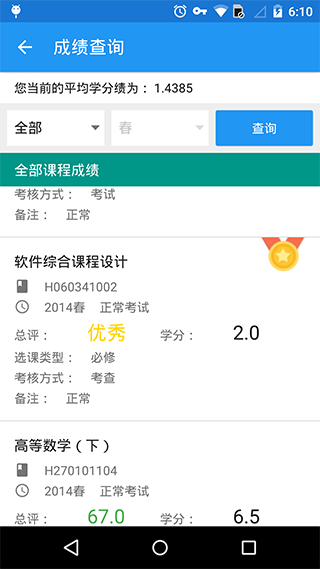 6:10
成绩查询
您当前的平均学分绩为： 1.4385
全部 春 查询
全部课程成绩
考核方式： 考试
备注： 正常
软件综合课程设计
H060341002
2014春 正常考试
总评： 优秀 学分： 2.0
选课类型： 必修
考核方式： 考查
备注： 正常
高等数学（下）
H270101104
2014春 正常考试
总评： 67.0 学分： 6.5